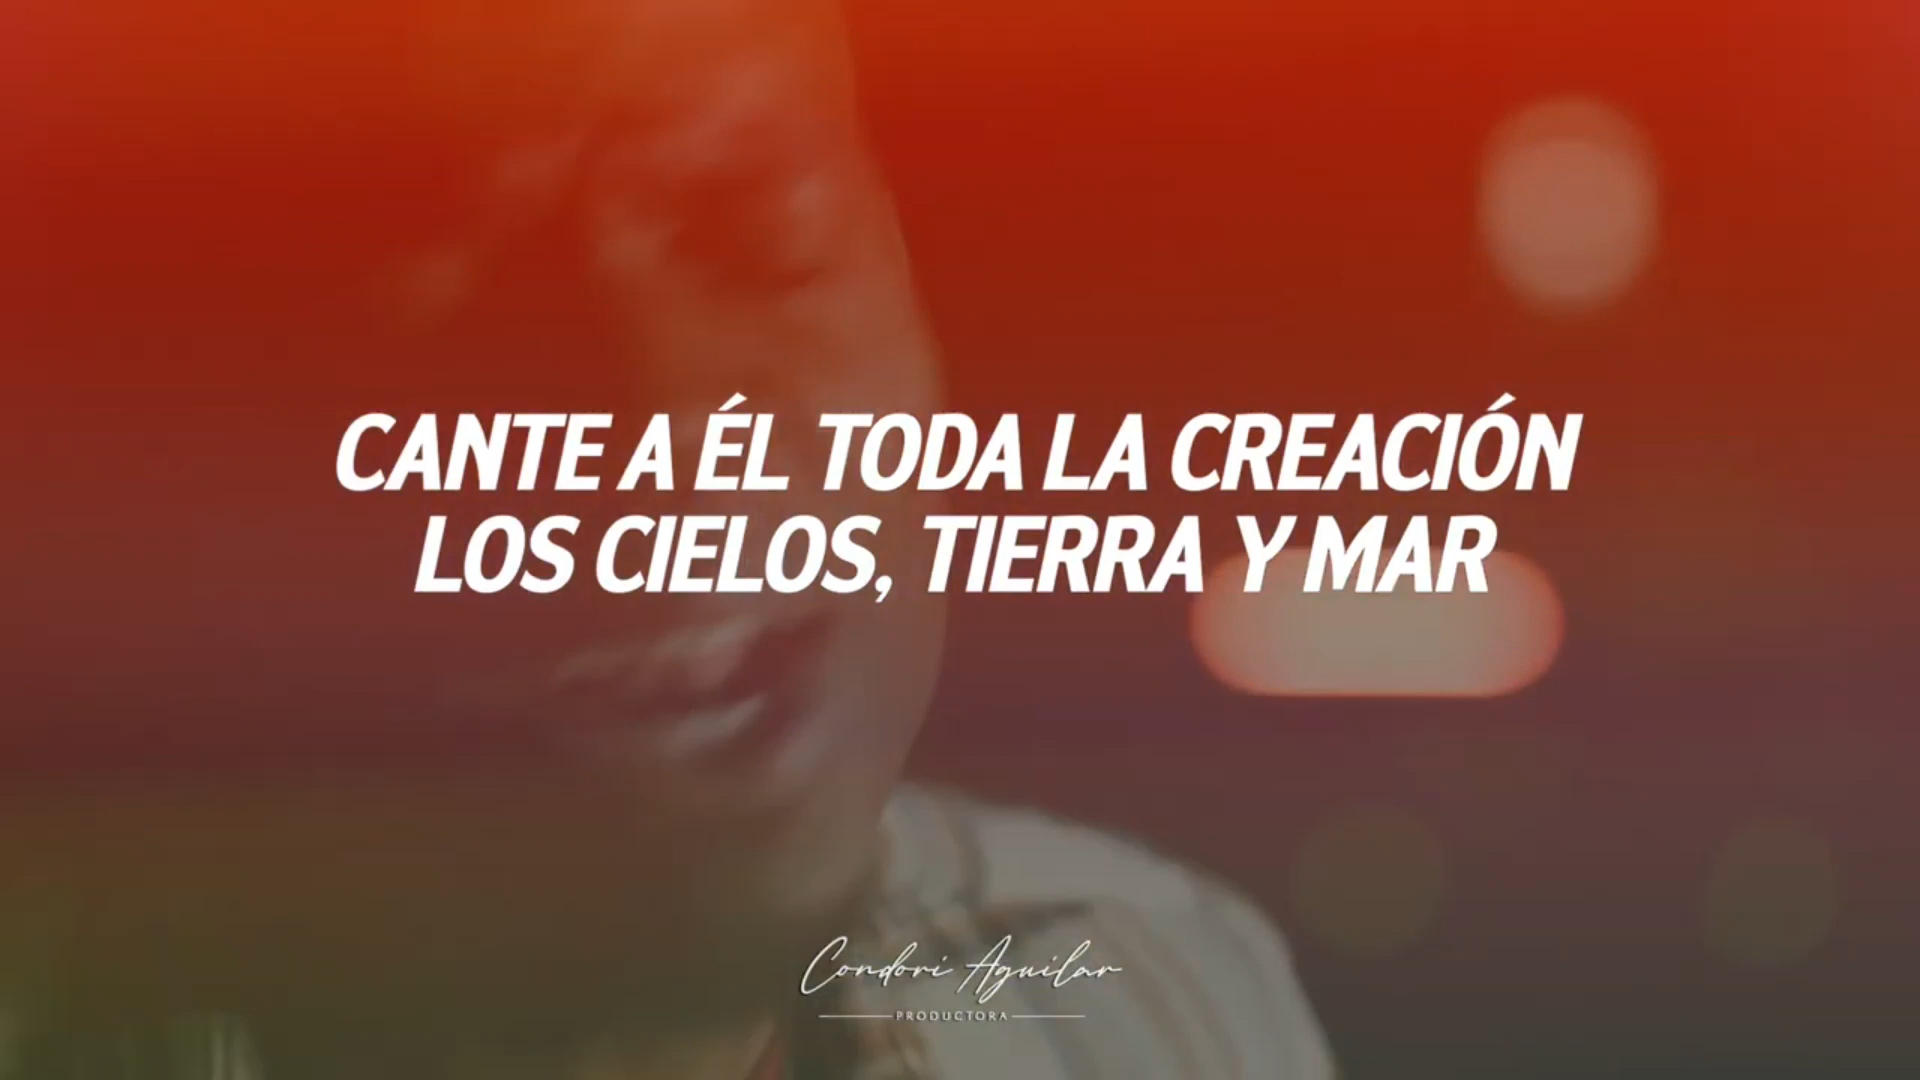 CANTE A ÉL TODA LA CREACIÓN
LOS CIELOS, TIERRA Y MAR
Condori Aguilar
PRODUCTORA